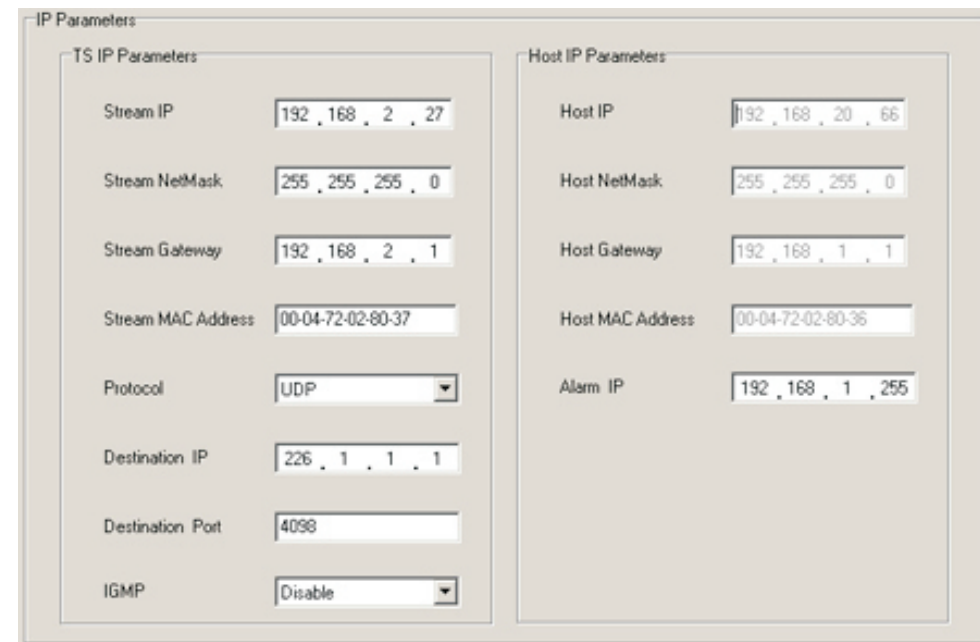 IP Parameters
TS IP Parameters
Stream IP 192 . 168 . 2 . 27
Stream NetMask 255 . 255 . 255 . 0
Stream Gateway 192 . 168 . 2 . 1
Stream MAC Address 00-04-72-02-80-37
Protocol UDP
Destination IP 226 . 1 . 1 . 1
Destination Port 4098
IGMP Disable
Host IP Parameters
Host IP 192 . 168 . 20 . 66
Host NetMask 255 . 255 . 255 . 0
Host Gateway 192 . 168 . 1 . 1
Host MAC Address 00-04-72-02-80-36
Alarm IP 192 . 168 . 1 . 255